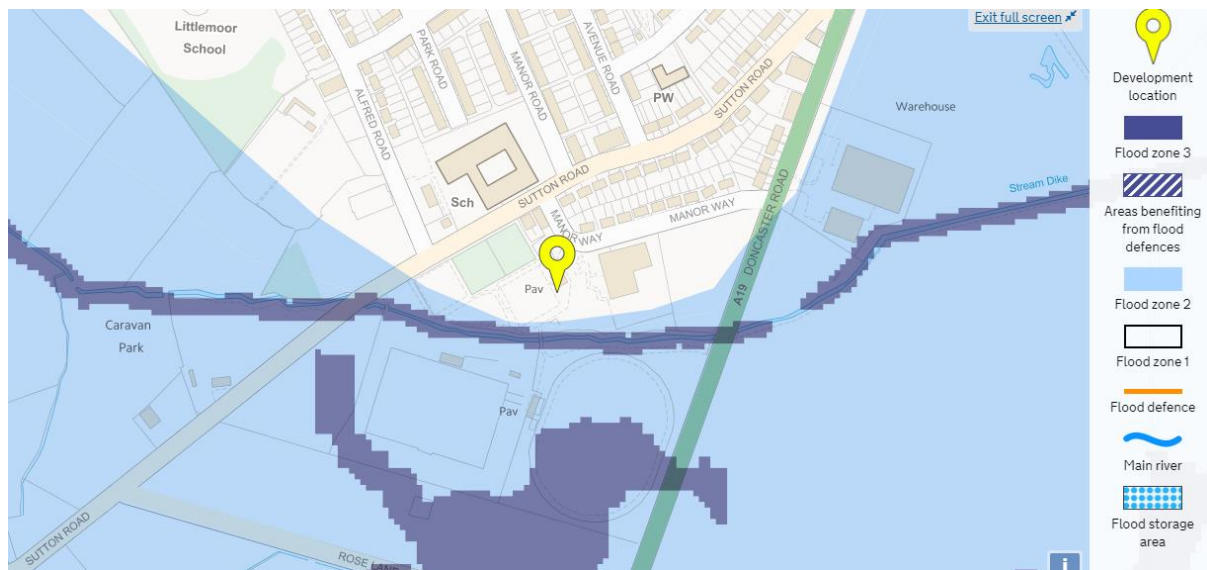 Exit full screen
Littlemoor
School
PARK ROAD
ALFRED ROAD
MANOR ROAD
AVENUE ROAD
PW
SUTTON ROAD
Warehouse
Sch
SUTTON ROAD
MANOR WAY
MANOR WAY
Stream Dike
Pav
A19 DONCASTER ROAD
Caravan
Park
Pav
SUTTON ROAD
Development
location
Flood zone 3
Areas benefiting
from flood
defences
Flood zone 2
Flood zone 1
Flood defence
Main river
Flood storage
area
i